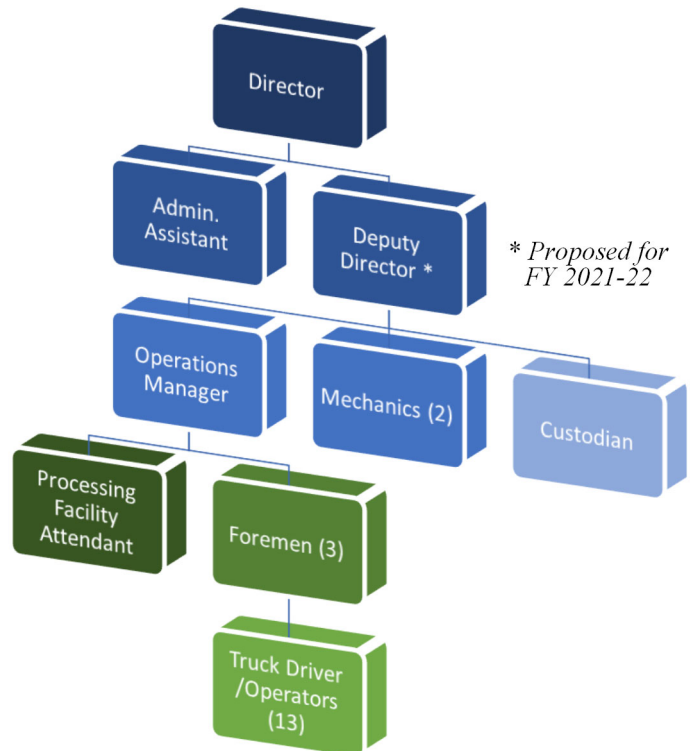 Director
Admin.
Assistant
Deputy
Director *
* Proposed for
FY 2021-22
Operations
Manager
Mechanics (2)
Custodian
Processing
Facility
Attendant
Foremen (3)
Truck Driver
/Operators
(13)